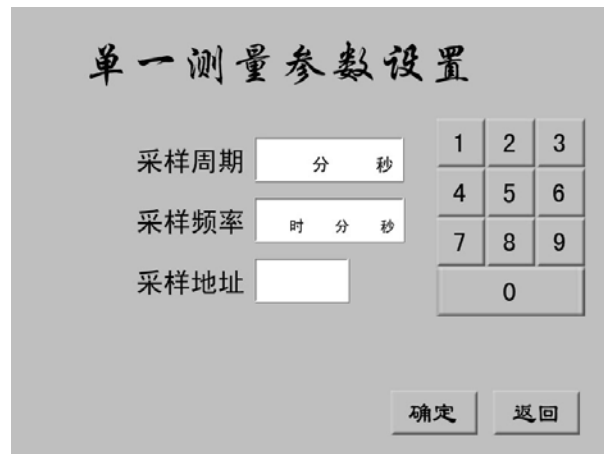 单一测量参数设置
采样周期 分 秒
采样频率 时 分 秒
采样地址
1 2 3
4 5 6
7 8 9
0
确定 返回